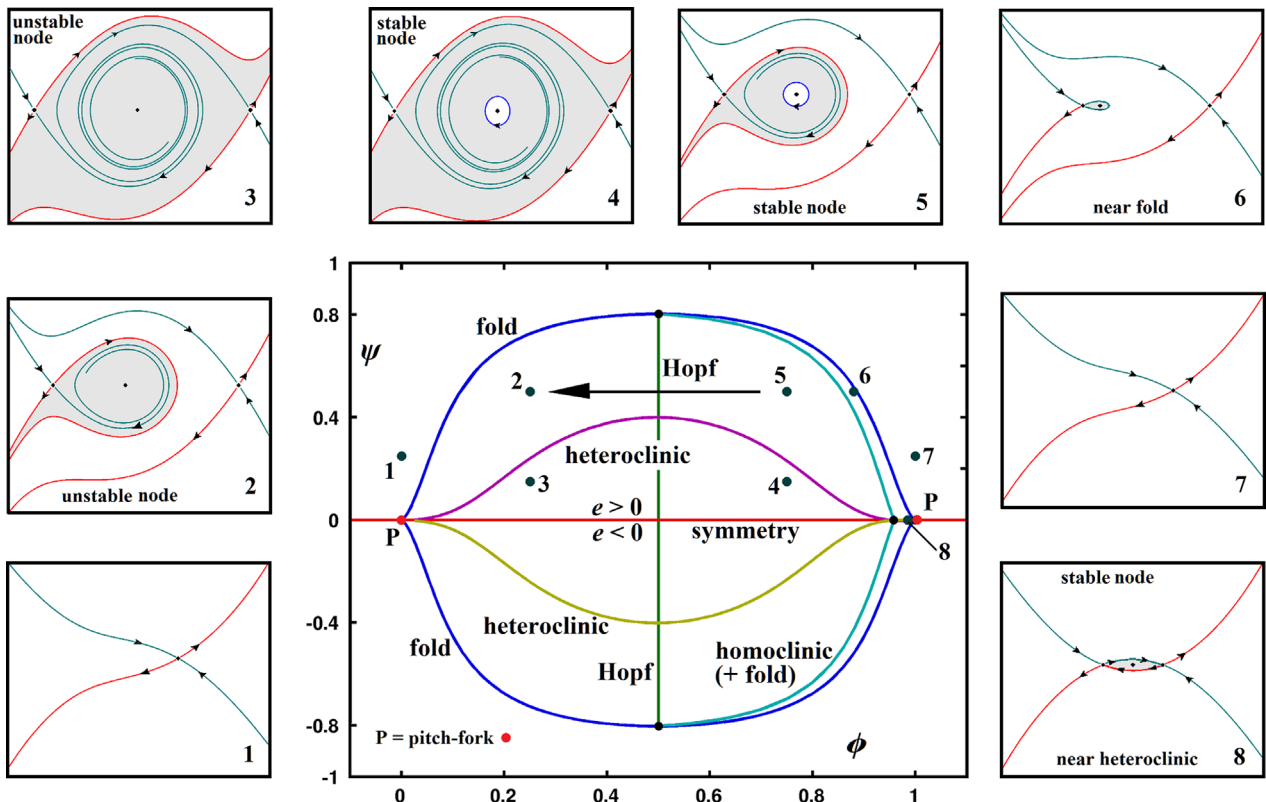 unstable
node
3
stable
node
4
stable node
5
near fold
6
unstable node
2
1
0.8
0.4
0
-0.4
-0.8
-1
ψ
fold
2
Hopf
5
6
1
heteroclinic
7
3
4
P
e > 0
P
e < 0
symmetry
8
heteroclinic
fold
homoclinic
(+ fold)
Hopf
P = pitch-fork
ϕ
0
0.2
0.4
0.6
0.8
1
7
1
stable node
near heteroclinic
8